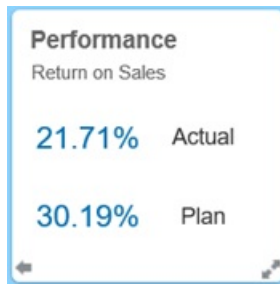 Performance
Return on Sales
21.71% Actual
30.19% Plan